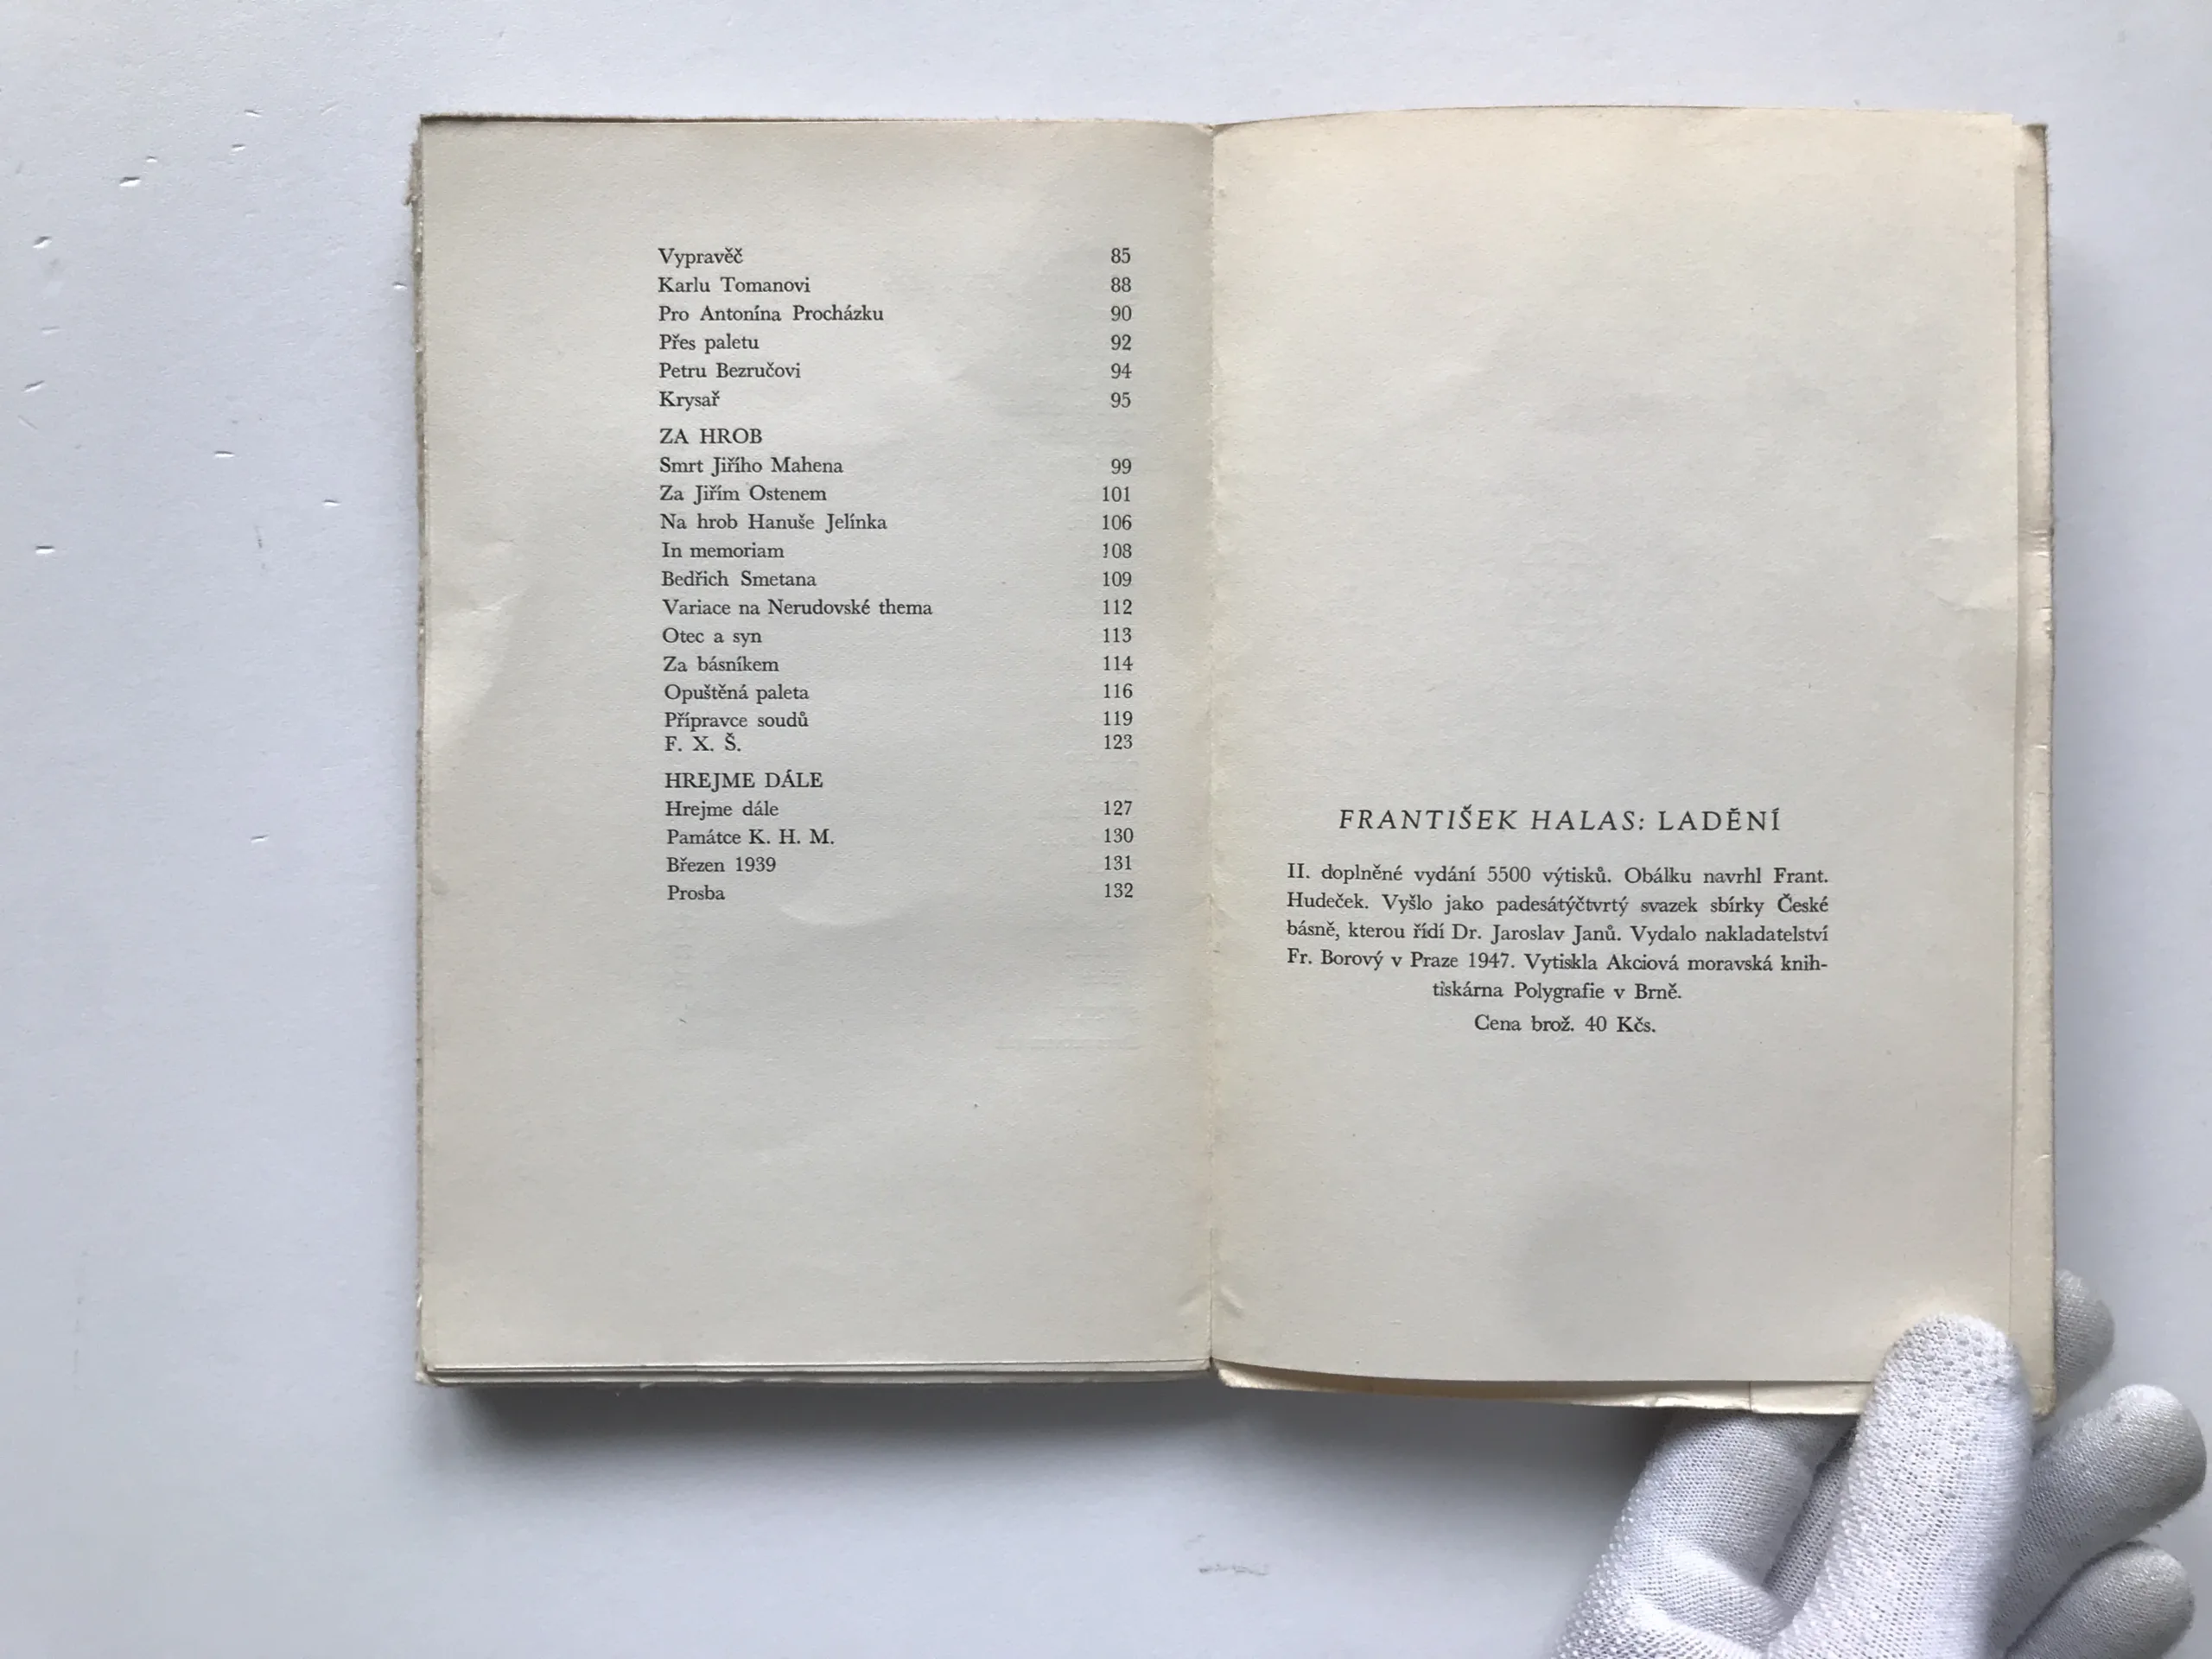 Vypravěč 85
Karlu Tomanovi 88
Pro Antonína Procházku 90
Přes paletu 92
Petru Bezručovi 94
Krysař 95
ZA HROB
Smrt Jiřího Mahena 99
Za Jiřím Ostenem 101
Na hrob Hanuše Jelínka 106
In memoriam 108
Bedřich Smetana 109
Variace na Nerudovské thema 112
Otec a syn 113
Za básníkem 114
Opuštěná paleta 116
Přípravce soudů 119
F. X. Š. 123
HREJME DÁLE
Hrejme dále 127
Památce K. H. M. 130
Březen 1939 131
Prosba 132
FRANTIŠEK HALAS: LADĚNÍ
II. doplněné vydání 5500 výtisků. Obálku navrhl Frant.
Hudeček. Vyšlo jako padesátýčtvrtý svazek sbírky České
básně, kterou řídí Dr. Jaroslav Janů. Vydalo nakladatelství
Fr. Borový v Praze 1947. Vytiskla Akciová moravská knih-
tiskárna Polygrafie v Brně.
Cena brož. 40 Kčs.